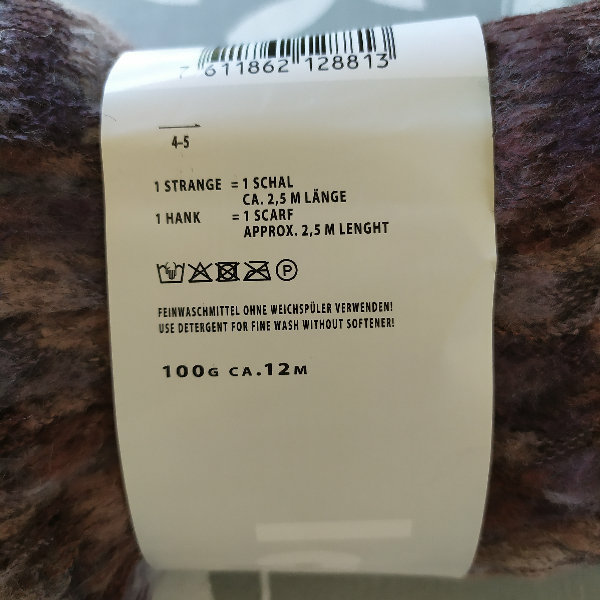 7 611862 128813
4-5
1 STRANGE = 1 SCHAL
CA. 2,5 M LÄNGE
1 HANK = 1 SCARF
APPROX. 2,5 M LENGHT
P
FEINWASCHMITTEL OHNE WEICHSPÜLER VERWENDEN!
USE DETERGENT FOR FINE WASH WITHOUT SOFTENER!
100G CA.12M